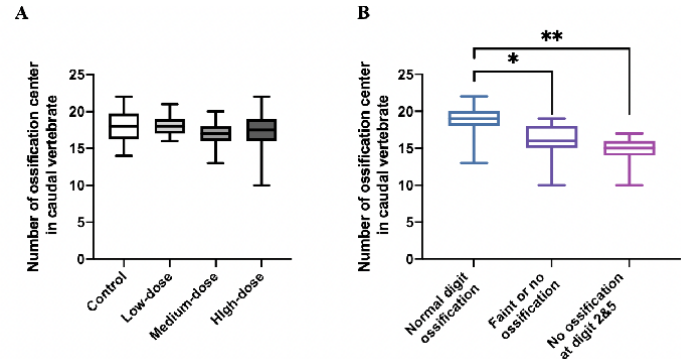 A
Number of ossification center
in caudal vertebrate
25
20
15
10
5
0
Control
Low-dose
Medium-dose
HIgh-dose
B
Number of ossification center
in caudal vertebrate
25
20
15
10
5
0
**
*
Normal digit
ossification
Faint or no
ossification
No ossification
at digit 2&5